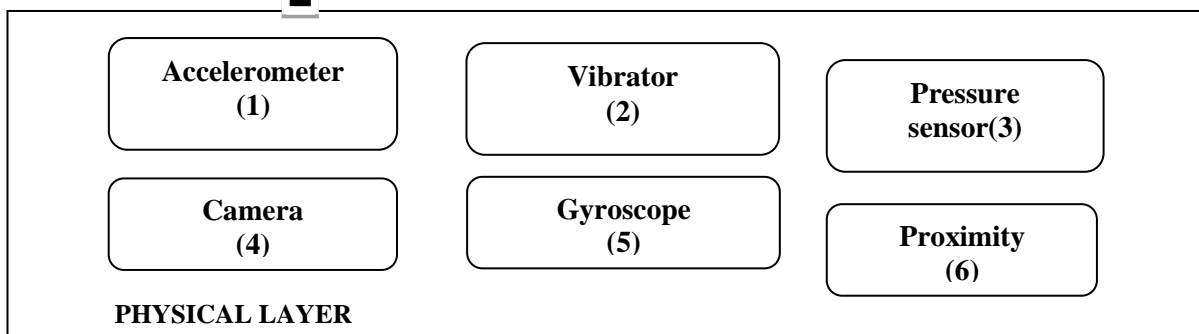 Accelerometer
(1)
Vibrator
(2)
Pressure
sensor(3)
Camera
(4)
Gyroscope
(5)
Proximity
(6)
PHYSICAL LAYER